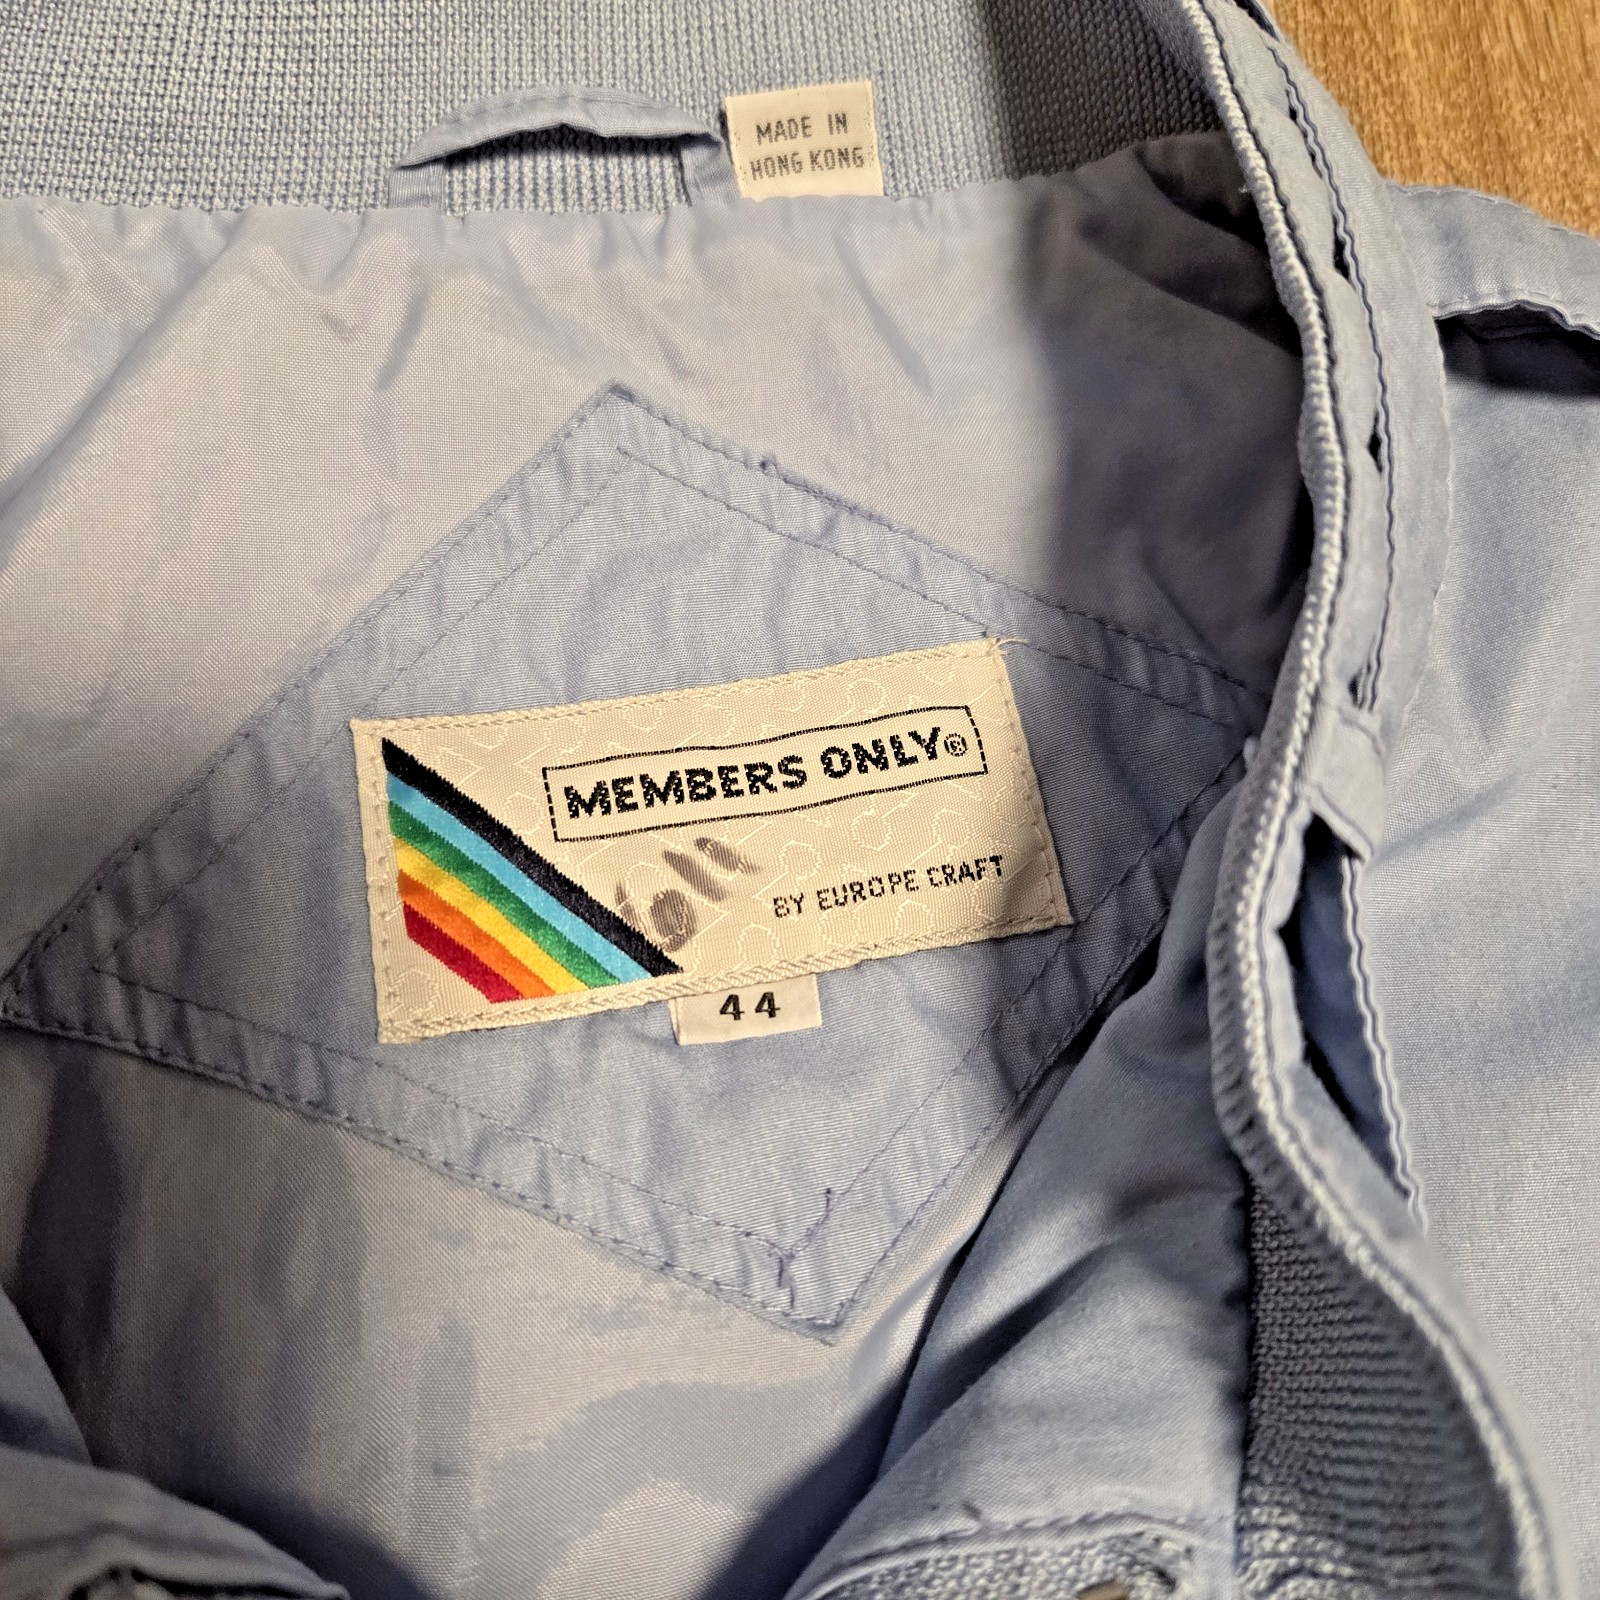 MADE IN
HONG KONG
MEMBERS ONLY®
BY EUROPE CRAFT
44